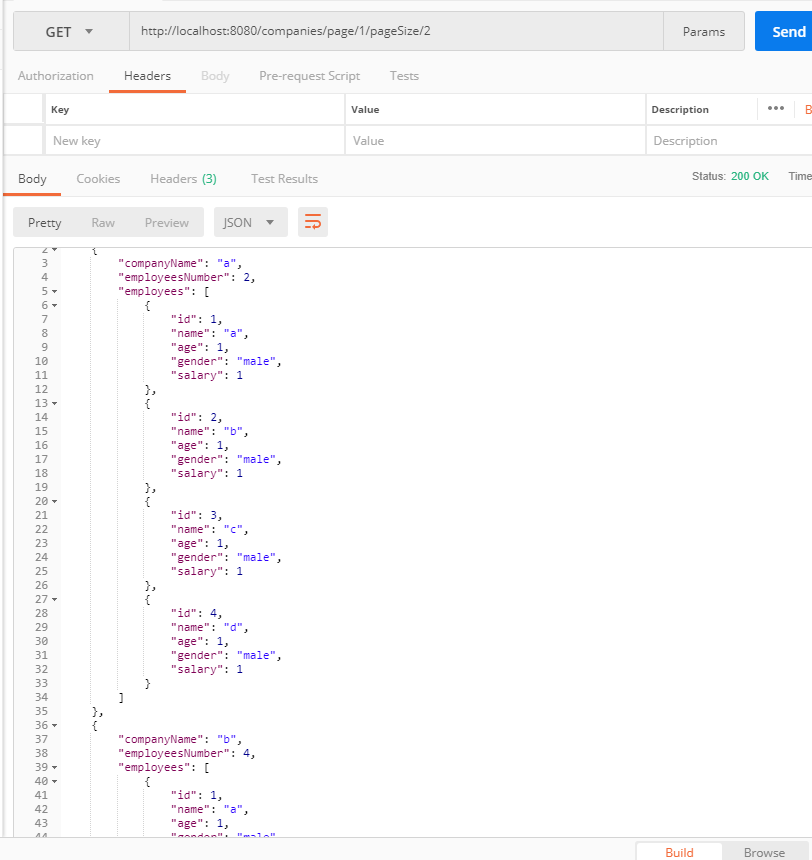 GET http://localhost:8080/companies/page/1/pageSize/2 Params Send
Authorization Headers Body Pre-request Script Tests
Key Value Description ••• B
New key Value Description
Body Cookies Headers (3) Test Results Status: 200 OK Time
Pretty Raw Preview JSON
2 {
3 "companyName": "a",
4 "employeesNumber": 2,
5 "employees": [
6 {
7 "id": 1,
8 "name": "a",
9 "age": 1,
10 "gender": "male",
11 "salary": 1
12 },
13 {
14 "id": 2,
15 "name": "b",
16 "age": 1,
17 "gender": "male",
18 "salary": 1
19 },
20 {
21 "id": 3,
22 "name": "c",
23 "age": 1,
24 "gender": "male",
25 "salary": 1
26 },
27 {
28 "id": 4,
29 "name": "d",
30 "age": 1,
31 "gender": "male",
32 "salary": 1
33 }
34 ]
35 },
36 {
37 "companyName": "b",
38 "employeesNumber": 4,
39 "employees": [
40 {
41 "id": 1,
42 "name": "a",
43 "age": 1,
44 "gender": "male"
Build Browse